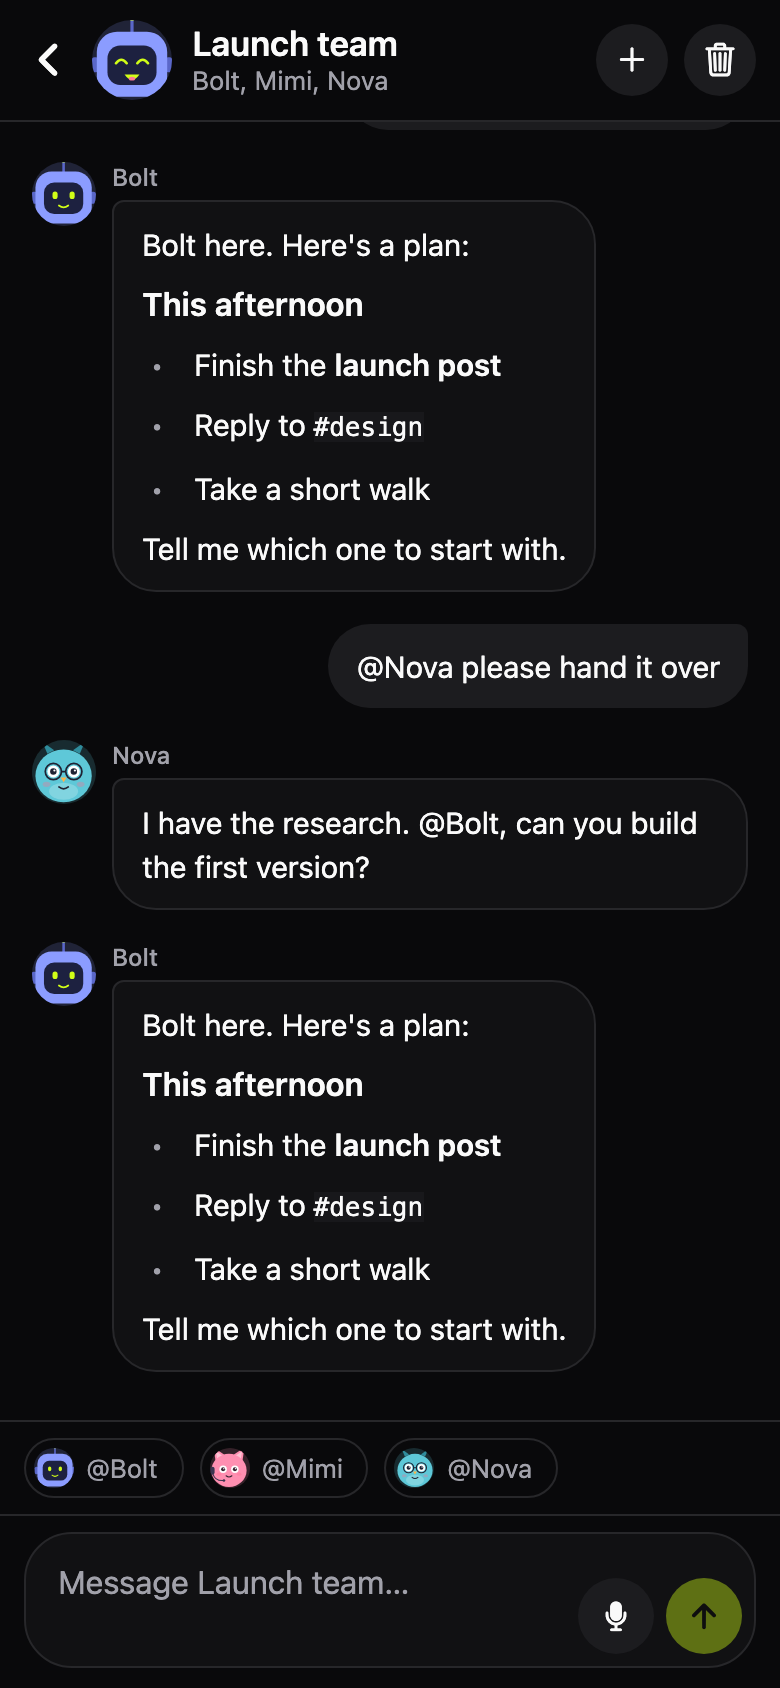 Launch team
Bolt, Mimi, Nova
Bolt
Bolt here. Here's a plan:
This afternoon
• Finish the launch post
• Reply to #design
• Take a short walk
Tell me which one to start with.
@Nova please hand it over
Nova
I have the research. @Bolt, can you build
the first version?
Bolt
Bolt here. Here's a plan:
This afternoon
• Finish the launch post
• Reply to #design
• Take a short walk
Tell me which one to start with.
@Bolt @Mimi @Nova
Message Launch team...